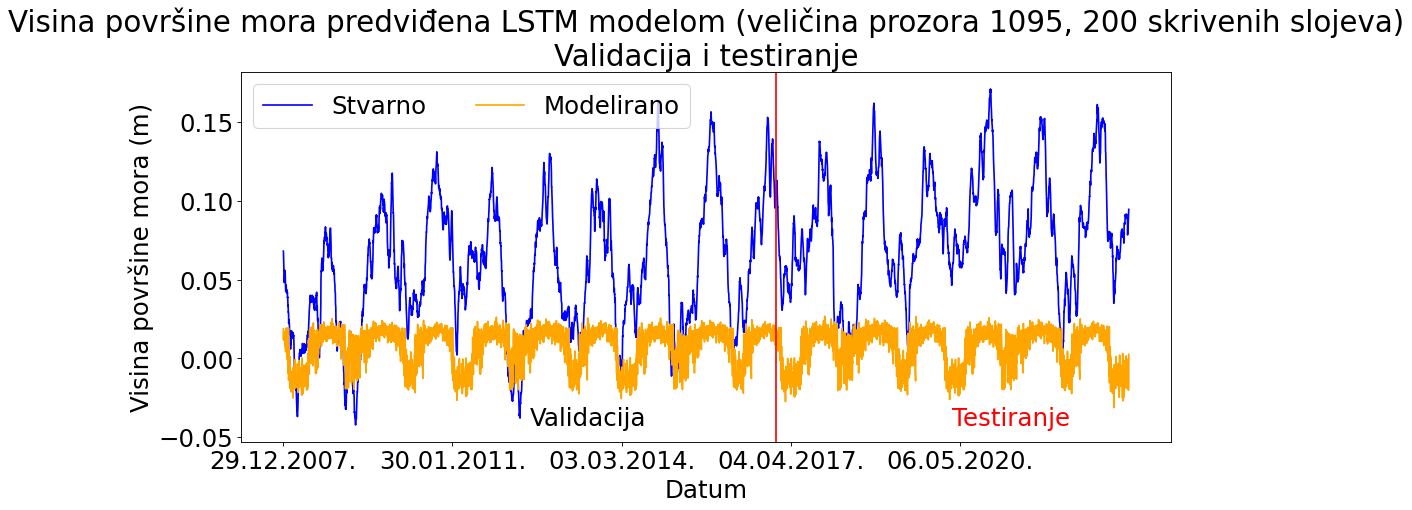 Visina površine mora predviđena LSTM modelom (veličina prozora 1095, 200 skrivenih slojeva)
Validacija i testiranje
Stvarno
Modelirano
Visina površine mora (m)
0.15
0.10
0.05
0.00
−0.05
Validacija
Testiranje
29.12.2007.
30.01.2011.
03.03.2014.
04.04.2017.
06.05.2020.
Datum